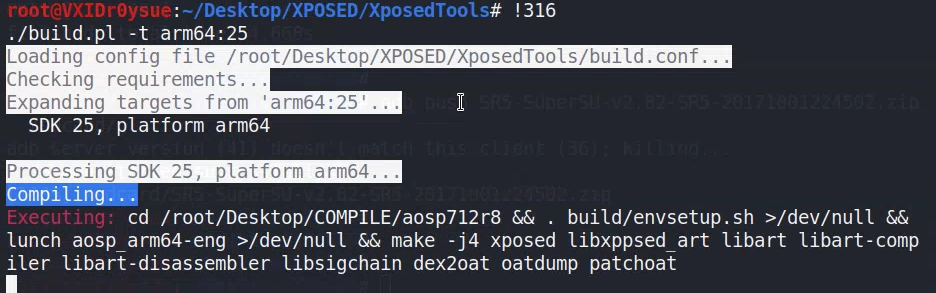 root@VXIDr0ysue:~/Desktop/XPOSED/XposedTools# !316
./build.pl -t arm64:25
Loading config file /root/Desktop/XPOSED/XposedTools/build.conf...
Checking requirements...
Expanding targets from 'arm64:25'...
SDK 25, platform arm64
Processing SDK 25, platform arm64...
Compiling...
Executing: cd /root/Desktop/COMPILE/aosp712r8 && . build/envsetup.sh >/dev/null &&
lunch aosp_arm64-eng >/dev/null && make -j4 xposed libxppsed_art libart libart-comp
iler libart-disassembler libsigchain dex2oat oatdump patchoat